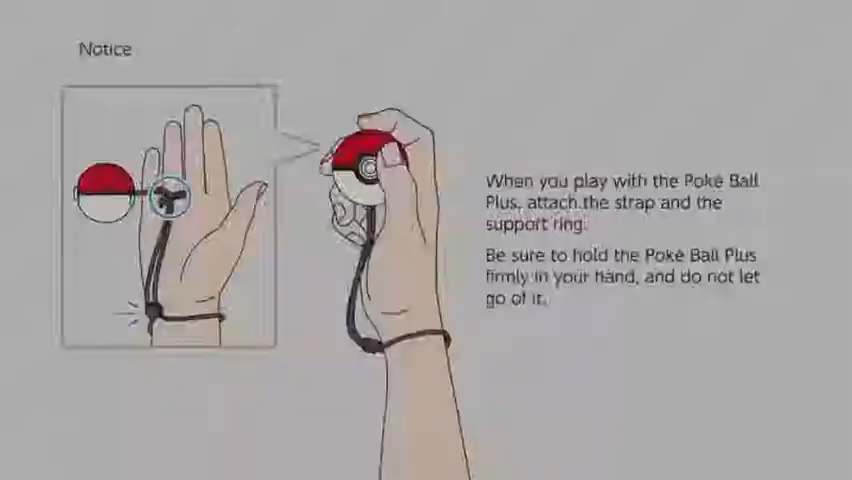 Notice
When you play with the Poké Ball
Plus, attach the strap and the
support ring.
Be sure to hold the Poké Ball Plus
firmly in your hand, and do not let
go of it.